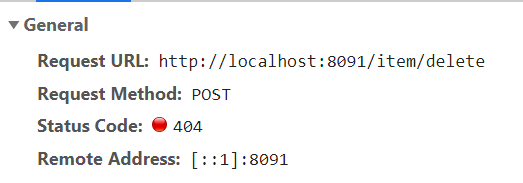 General
Request URL: http://localhost:8091/item/delete
Request Method: POST
Status Code: 404
Remote Address: [::1]:8091